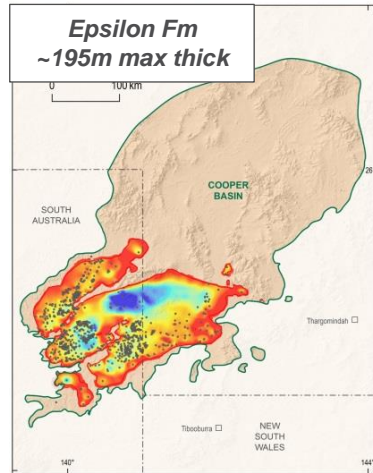 Epsilon Fm
~195m max thick
0 100 km
26
COOPER
BASIN
SOUTH
AUSTRALIA
Thargomindah
Tibooburra
NEW
SOUTH
WALES
140°
144°